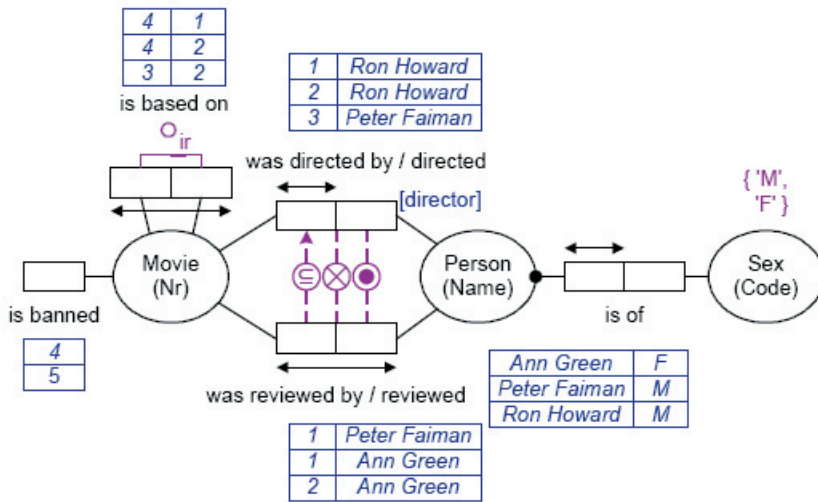 4 1
4 2
3 2
is based on
O ir
1 Ron Howard
2 Ron Howard
3 Peter Faiman
was directed by / directed
[director]
{ 'M',
'F' }
Movie
(Nr)
Person
(Name)
Sex
(Code)
is banned
4
5
is of
was reviewed by / reviewed
Ann Green F
Peter Faiman M
Ron Howard M
1 Peter Faiman
1 Ann Green
2 Ann Green